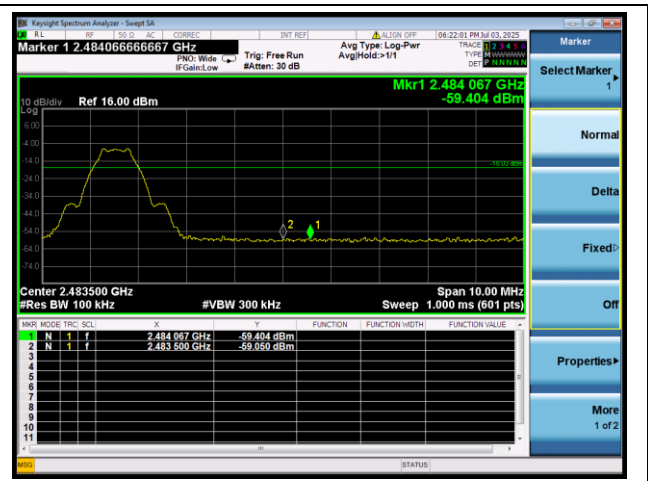 Keysight Spectrum Analyzer - Swept SA
RL RF 50 Ω AC CORREC INT REF ALIGN OFF 06:22:01 PM Jul 03, 2025
Marker 1 2.484066666667 GHz
PNO: Wide
IFGain:Low
Trig: Free Run
#Atten: 30 dB
Avg Type: Log-Pwr
Avg|Hold:>1/1
TRACE 1 2 3 4 5 6
TYPE M WWWWW
DET P N N N N N
Mkr1 2.484 067 GHz
-59.404 dBm
10 dB/div Ref 16.00 dBm
Log
6.00
-4.00
-14.0
-18.03 dBm
-24.0
-34.0
-44.0
-54.0
-64.0
-74.0
2 1
Center 2.483500 GHz Span 10.00 MHz
#Res BW 100 kHz #VBW 300 kHz Sweep 1.000 ms (601 pts)
MKR MODE TRC SCL X Y FUNCTION FUNCTION WIDTH FUNCTION VALUE
1 N 1 f 2.484 067 GHz -59.404 dBm
2 N 1 f 2.483 500 GHz -59.050 dBm
3
4
5
6
7
8
9
10
11
MSG STATUS
Marker
Select Marker
1
Normal
Delta
Fixed
Off
Properties
More
1 of 2